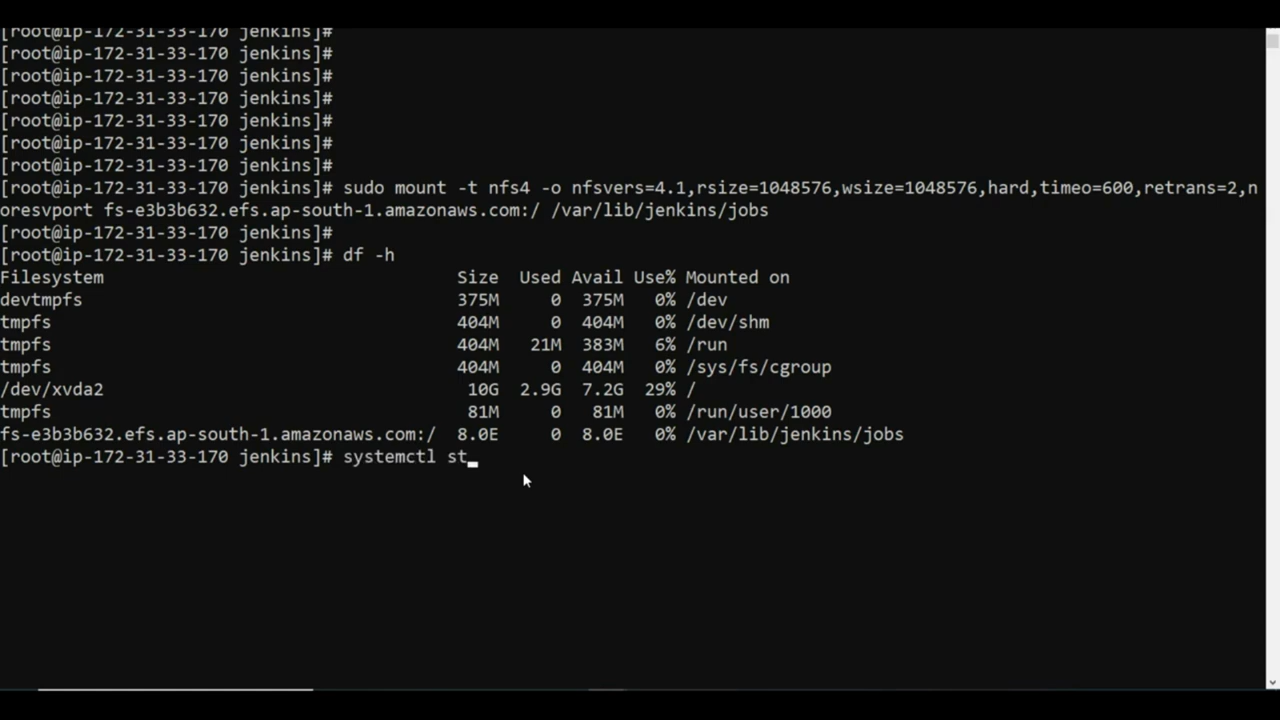 [root@ip-172-31-33-170 jenkins]#
[root@ip-172-31-33-170 jenkins]#
[root@ip-172-31-33-170 jenkins]#
[root@ip-172-31-33-170 jenkins]#
[root@ip-172-31-33-170 jenkins]#
[root@ip-172-31-33-170 jenkins]#
[root@ip-172-31-33-170 jenkins]#
[root@ip-172-31-33-170 jenkins]# sudo mount -t nfs4 -o nfsvers=4.1,rsize=1048576,wsize=1048576,hard,timeo=600,retrans=2,n
oresvport fs-e3b3b632.efs.ap-south-1.amazonaws.com:/ /var/lib/jenkins/jobs
[root@ip-172-31-33-170 jenkins]#
[root@ip-172-31-33-170 jenkins]# df -h
Filesystem Size Used Avail Use% Mounted on
devtmpfs 375M 0 375M 0% /dev
tmpfs 404M 0 404M 0% /dev/shm
tmpfs 404M 21M 383M 6% /run
tmpfs 404M 0 404M 0% /sys/fs/cgroup
/dev/xvda2 10G 2.9G 7.2G 29% /
tmpfs 81M 0 81M 0% /run/user/1000
fs-e3b3b632.efs.ap-south-1.amazonaws.com:/ 8.0E 0 8.0E 0% /var/lib/jenkins/jobs
[root@ip-172-31-33-170 jenkins]# systemctl st